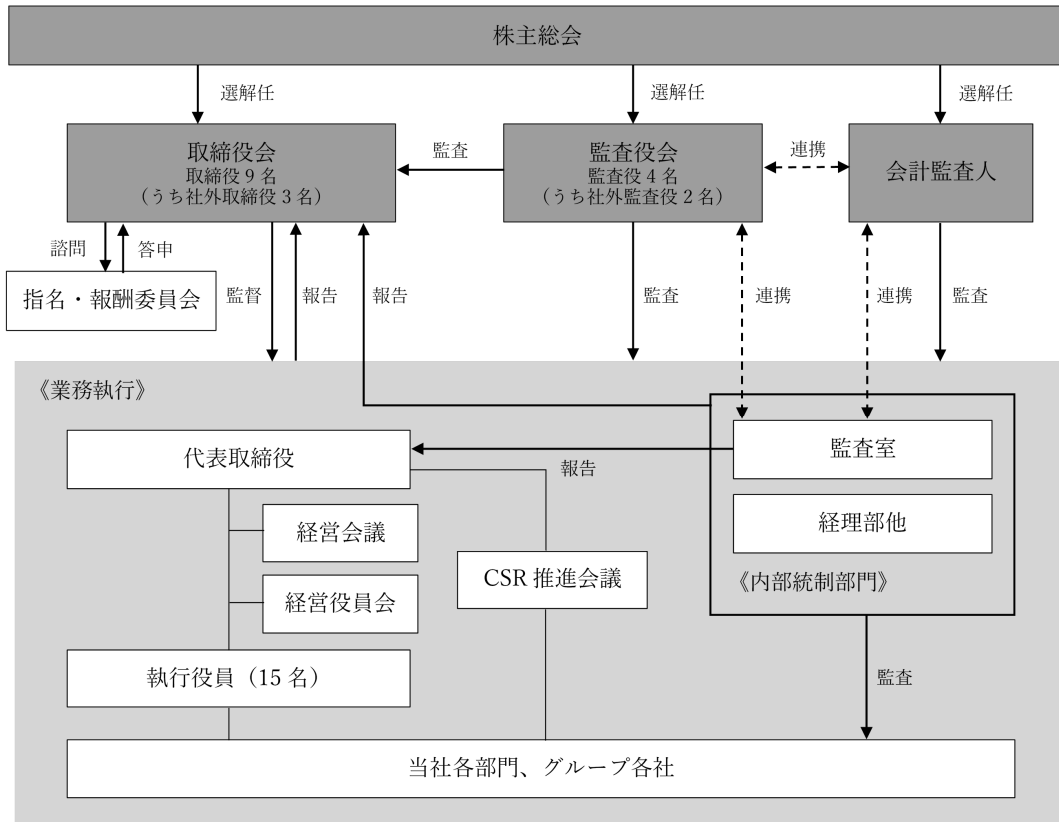 株主総会
選解任
選解任
選解任
取締役会
取締役 9 名
（うち社外取締役 3 名）
監査
監査役会
監査役 4 名
（うち社外監査役 2 名）
連携
会計監査人
諮問
答申
指名・報酬委員会
監督
報告
報告
監査
連携
連携
監査
《業務執行》
代表取締役
報告
監査室
経理部他
《内部統制部門》
経営会議
経営役員会
CSR 推進会議
執行役員（15 名）
監査
当社各部門、グループ各社